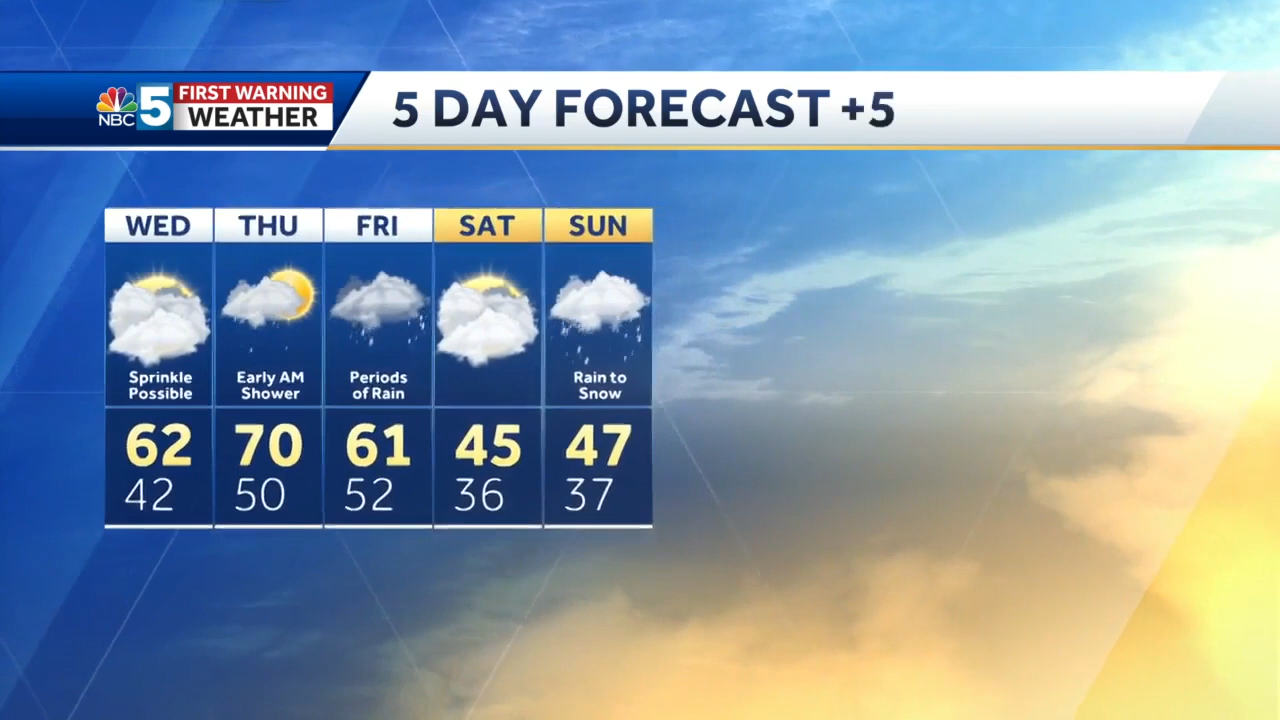 NBC 5 FIRST WARNING WEATHER
5 DAY FORECAST +5
WED THU FRI SAT SUN
Sprinkle Possible
Early AM Shower
Periods of Rain
Rain to Snow
62 70 61 45 47
42 50 52 36 37